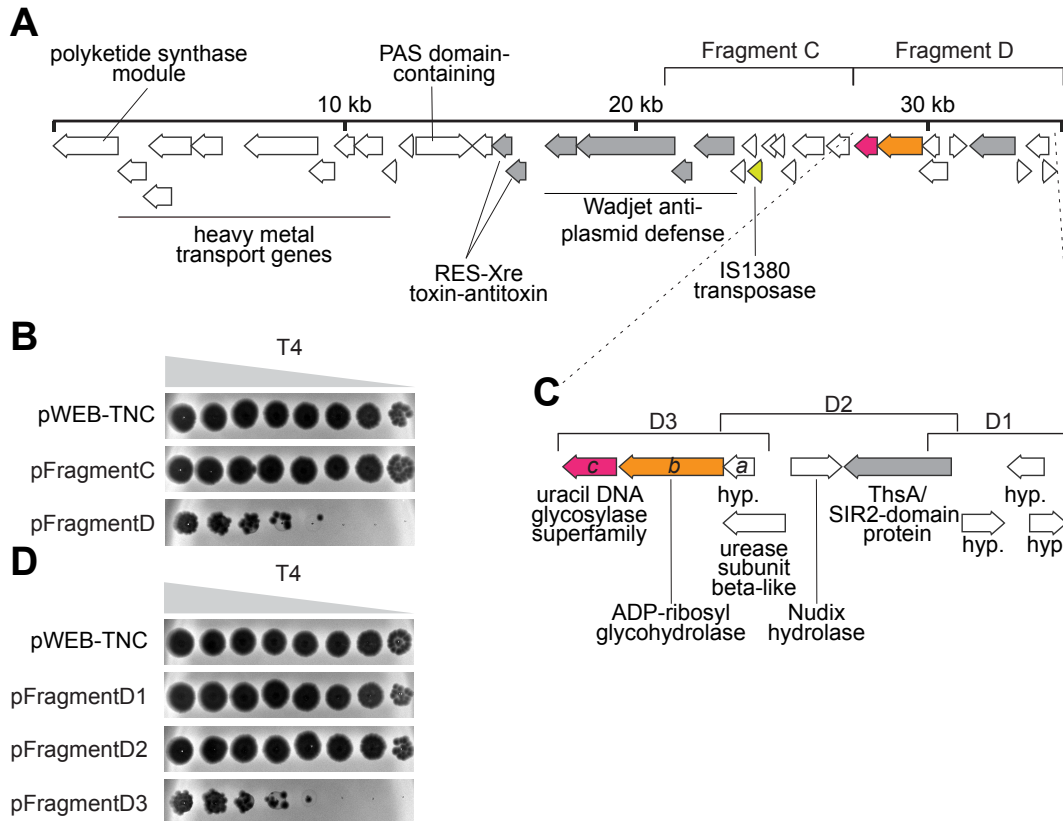 A
polyketide synthase
module
PAS domain-
containing
Fragment C
Fragment D
10 kb
20 kb
30 kb
heavy metal
transport genes
RES-Xre
toxin-antitoxin
Wadjet anti-
plasmid defense
IS1380
transposase
B
T4
pWEB-TNC
pFragmentC
pFragmentD
C
D3
D2
D1
c
b
a
uracil DNA
glycosylase
superfamily
hyp.
urease
subunit
beta-like
ADP-ribosyl
glycohydrolase
Nudix
hydrolase
ThsA/
SIR2-domain
protein
hyp.
hyp.
hyp.
D
T4
pWEB-TNC
pFragmentD1
pFragmentD2
pFragmentD3